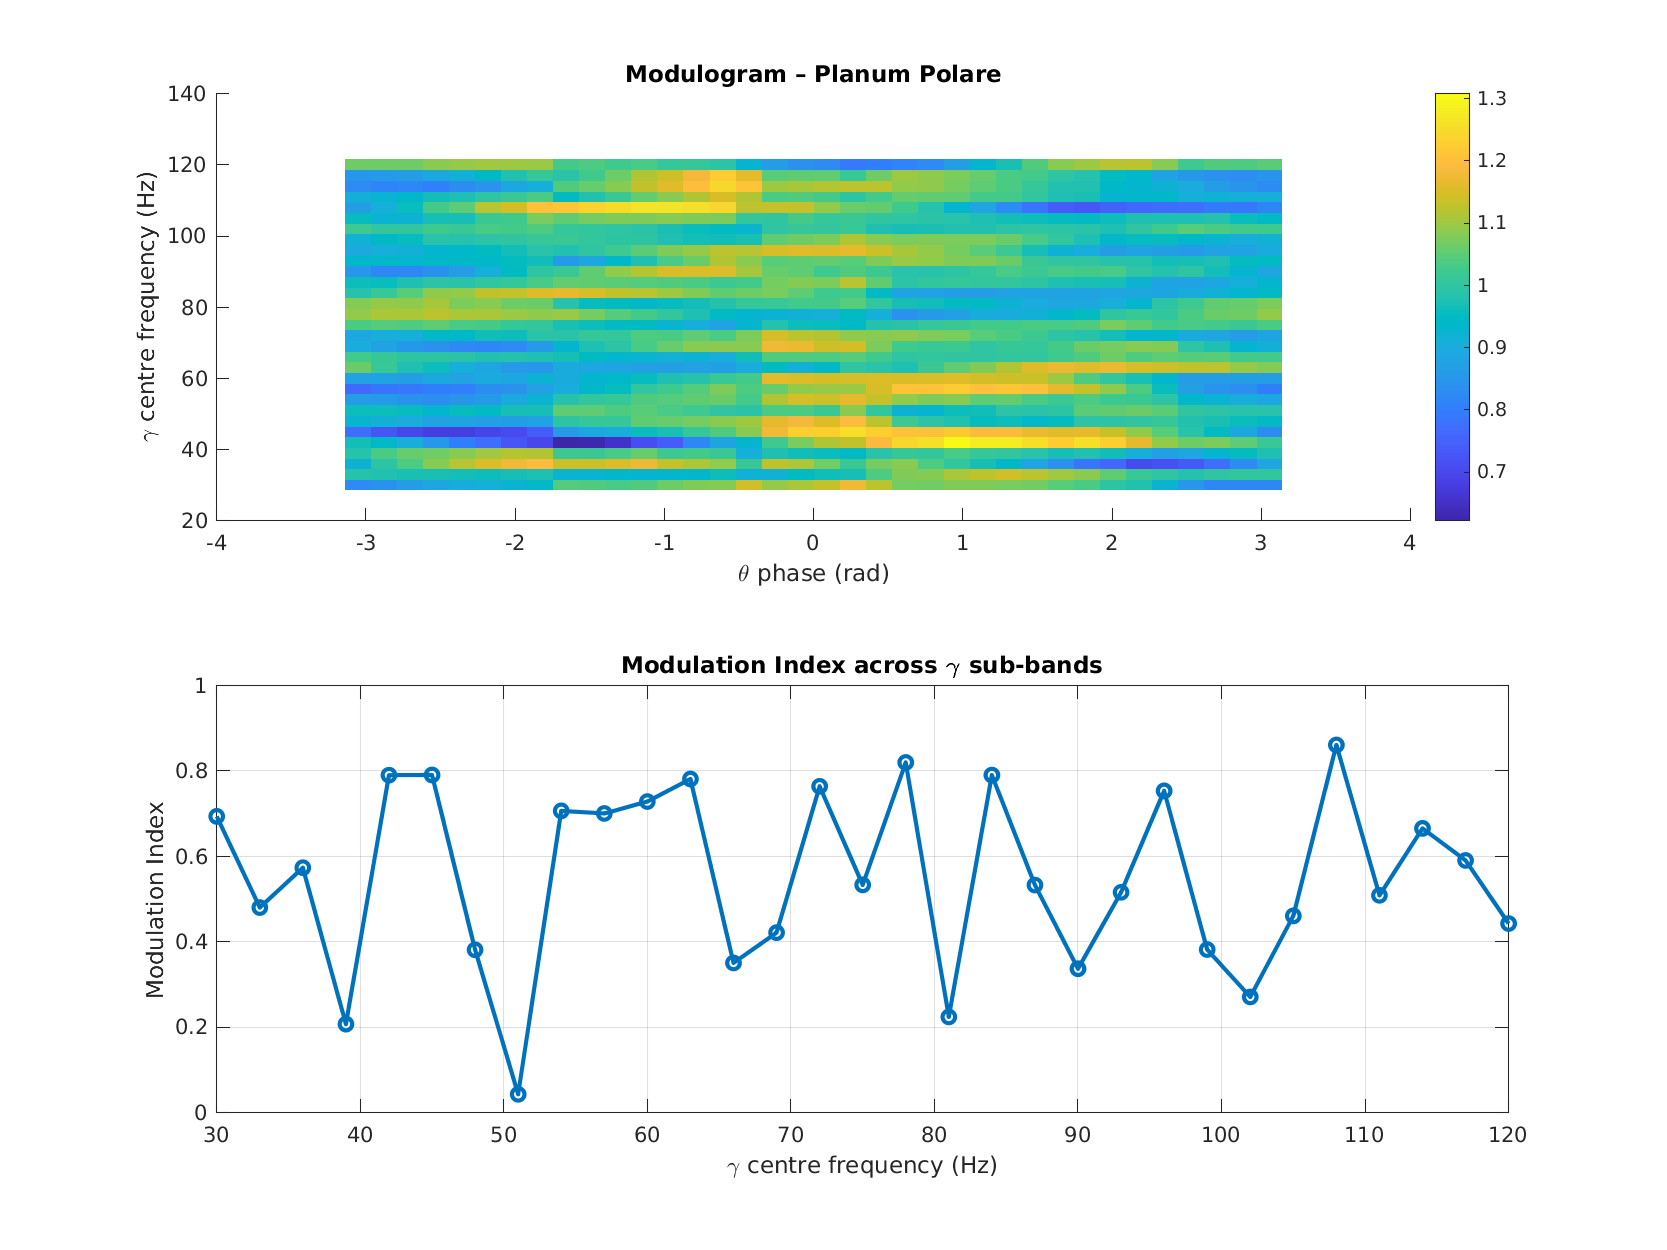 Modulogram – Planum Polare
140
120
100
80
60
40
20
γ centre frequency (Hz)
-4 -3 -2 -1 0 1 2 3 4
θ phase (rad)
1.3
1.2
1.1
1
0.9
0.8
0.7
Modulation Index across γ sub-bands
1
0.8
0.6
0.4
0.2
0
Modulation Index
30 40 50 60 70 80 90 100 110 120
γ centre frequency (Hz)